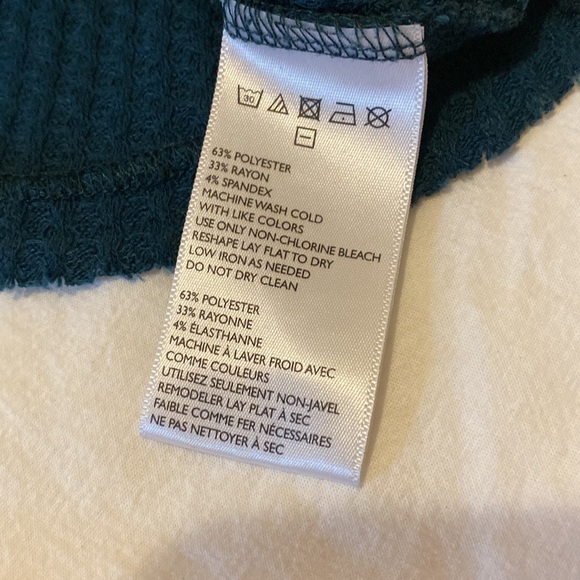 30
63% POLYESTER
33% RAYON
4% SPANDEX
MACHINE WASH COLD
WITH LIKE COLORS
USE ONLY NON-CHLORINE BLEACH
RESHAPE LAY FLAT TO DRY
LOW IRON AS NEEDED
DO NOT DRY CLEAN
63% POLYESTER
33% RAYONNE
4% ÉLASTHANNE
MACHINE À LAVER FROID AVEC
COMME COULEURS
UTILISEZ SEULEMENT NON-JAVEL
REMODELER LAY PLAT À SEC
FAIBLE COMME FER NÉCESSAIRES
NE PAS NETTOYER À SEC